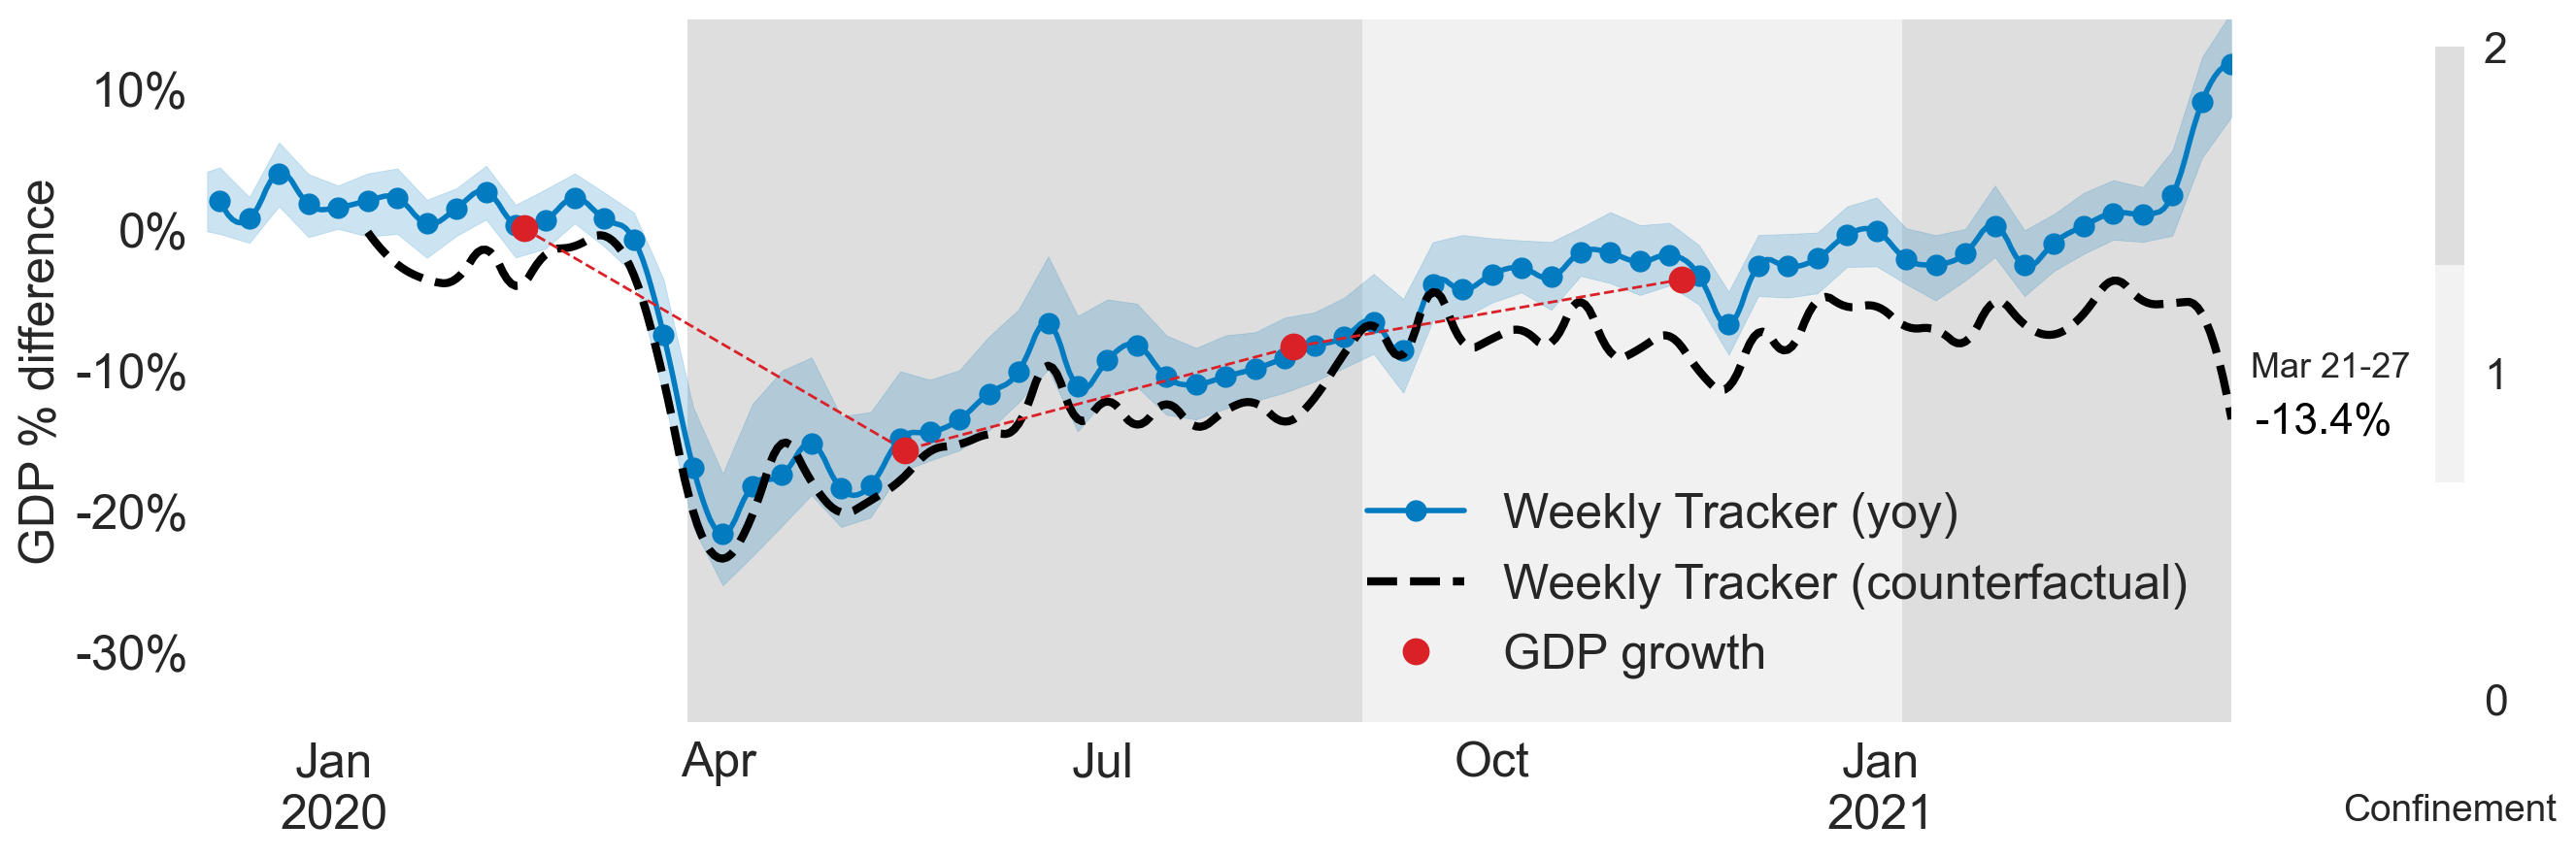 GDP % difference
10%
0%
-10%
-20%
-30%
Jan
2020
Apr
Jul
Oct
Jan
2021
Weekly Tracker (yoy)
Weekly Tracker (counterfactual)
GDP growth
Mar 21-27
-13.4%
2
1
0
Confinement